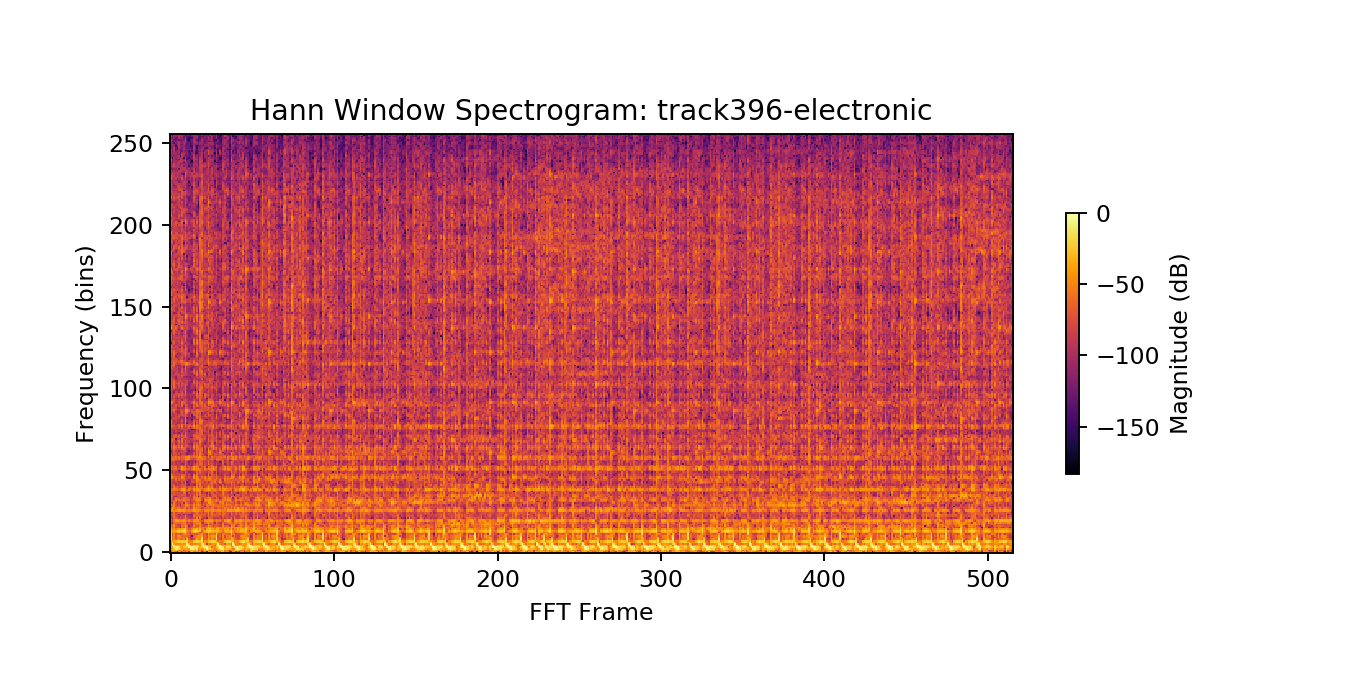 Hann Window Spectrogram: track396-electronic
250
200
150
100
50
0
Frequency (bins)
0 100 200 300 400 500
FFT Frame
0
−50
−100
−150
Magnitude (dB)